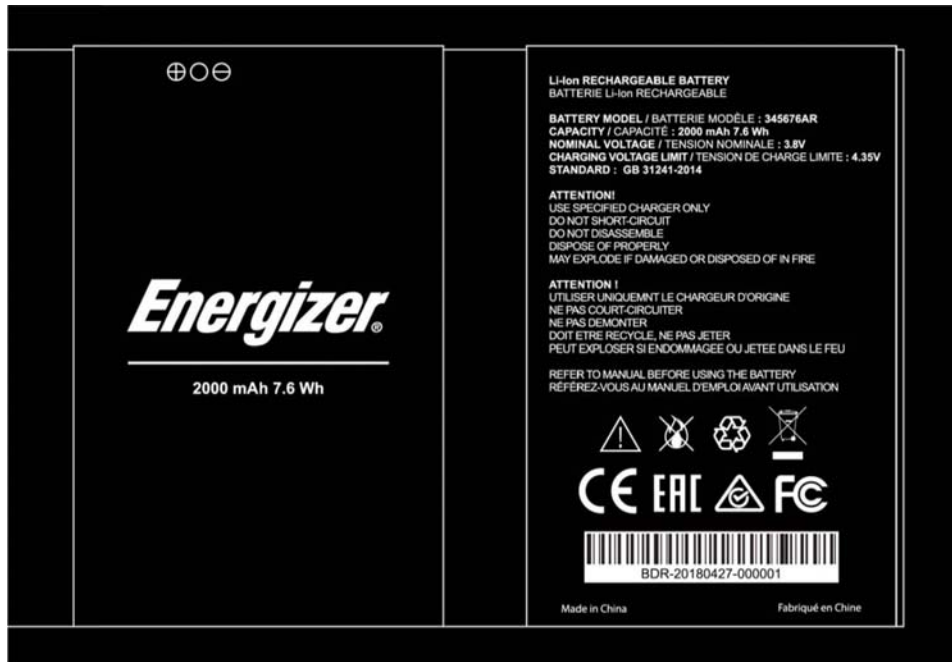 Energizer®
2000 mAh 7.6 Wh
Li-Ion RECHARGEABLE BATTERY
BATTERIE Li-Ion RECHARGEABLE
BATTERY MODEL / BATTERIE MODÈLE : 345676AR
CAPACITY / CAPACITÉ : 2000 mAh 7.6 Wh
NOMINAL VOLTAGE / TENSION NOMINALE : 3.8V
CHARGING VOLTAGE LIMIT / TENSION DE CHARGE LIMITE : 4.35V
STANDARD : GB 31241-2014
ATTENTION!
USE SPECIFIED CHARGER ONLY
DO NOT SHORT-CIRCUIT
DO NOT DISASSEMBLE
DISPOSE OF PROPERLY
MAY EXPLODE IF DAMAGED OR DISPOSED OF IN FIRE
ATTENTION !
UTILISER UNIQUEMNT LE CHARGEUR D'ORIGINE
NE PAS COURT-CIRCUITER
NE PAS DEMONTER
DOIT ETRE RECYCLE, NE PAS JETER
PEUT EXPLOSER SI ENDOMMAGEE OU JETEE DANS LE FEU
REFER TO MANUAL BEFORE USING THE BATTERY
RÉFÉREZ-VOUS AU MANUEL D'EMPLOI AVANT UTILISATION
CE EAC FC
BDR-20180427-000001
Made in China Fabriqué en Chine